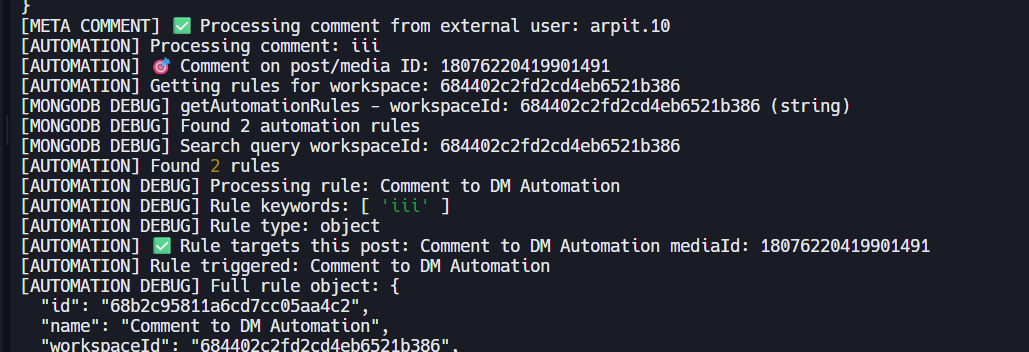 }
[META COMMENT] ✅ Processing comment from external user: arpit.10
[AUTOMATION] Processing comment: iii
[AUTOMATION] 🎯 Comment on post/media ID: 18076220419901491
[AUTOMATION] Getting rules for workspace: 684402c2fd2cd4eb6521b386
[MONGODB DEBUG] getAutomationRules - workspaceId: 684402c2fd2cd4eb6521b386 (string)
[MONGODB DEBUG] Found 2 automation rules
[MONGODB DEBUG] Search query workspaceId: 684402c2fd2cd4eb6521b386
[AUTOMATION] Found 2 rules
[AUTOMATION DEBUG] Processing rule: Comment to DM Automation
[AUTOMATION DEBUG] Rule keywords: [ 'iii' ]
[AUTOMATION DEBUG] Rule type: object
[AUTOMATION] ✅ Rule targets this post: Comment to DM Automation mediaId: 18076220419901491
[AUTOMATION] Rule triggered: Comment to DM Automation
[AUTOMATION DEBUG] Full rule object: {
  "id": "68b2c95811a6cd7cc05aa4c2",
  "name": "Comment to DM Automation",
  "workspaceId": "684402c2fd2cd4eb6521b386",